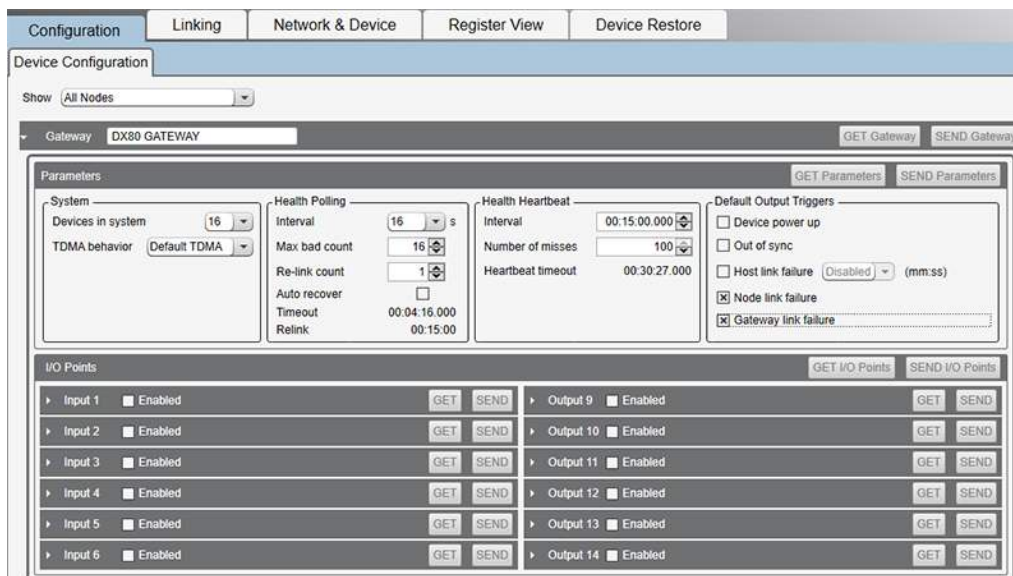 Configuration Linking Network & Device Register View Device Restore
Device Configuration
Show All Nodes
Gateway DX80 GATEWAY GET Gateway SEND Gateway
Parameters GET Parameters SEND Parameters
System
Devices in system 16
TDMA behavior Default TDMA
Health Polling
Interval 16 s
Max bad count 16
Re-link count 1
Auto recover
Timeout 00:04:16.000
Relink 00:15:00
Health Heartbeat
Interval 00:15:00.000
Number of misses 100
Heartbeat timeout 00:30:27.000
Default Output Triggers
Device power up
Out of sync
Host link failure Disabled (mm:ss)
Node link failure
Gateway link failure
I/O Points GET I/O Points SEND I/O Points
Input 1 Enabled GET SEND Output 9 Enabled GET SEND
Input 2 Enabled GET SEND Output 10 Enabled GET SEND
Input 3 Enabled GET SEND Output 11 Enabled GET SEND
Input 4 Enabled GET SEND Output 12 Enabled GET SEND
Input 5 Enabled GET SEND Output 13 Enabled GET SEND
Input 6 Enabled GET SEND Output 14 Enabled GET SEND